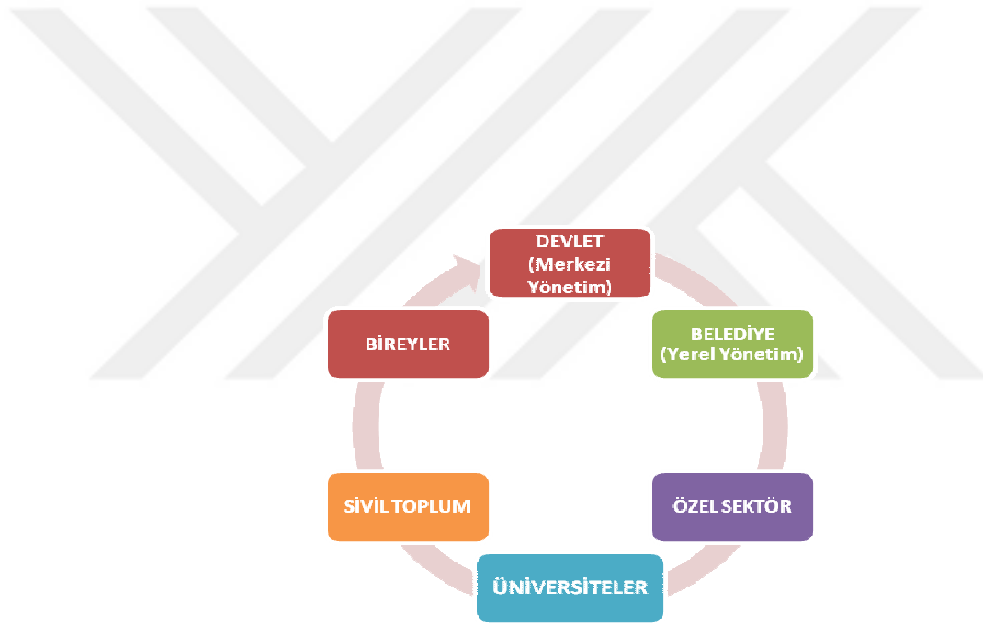 DEVLET
(Merkezi
Yönetim)
BELEDİYE
(Yerel Yönetim)
ÖZEL SEKTÖR
ÜNİVERSİTELER
SİVİL TOPLUM
BİREYLER